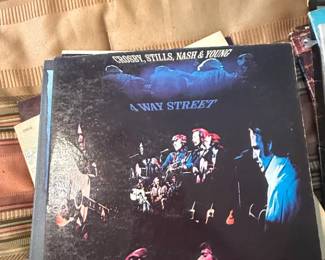 CROSBY, STILLS, NASH & YOUNG
4 WAY STREET